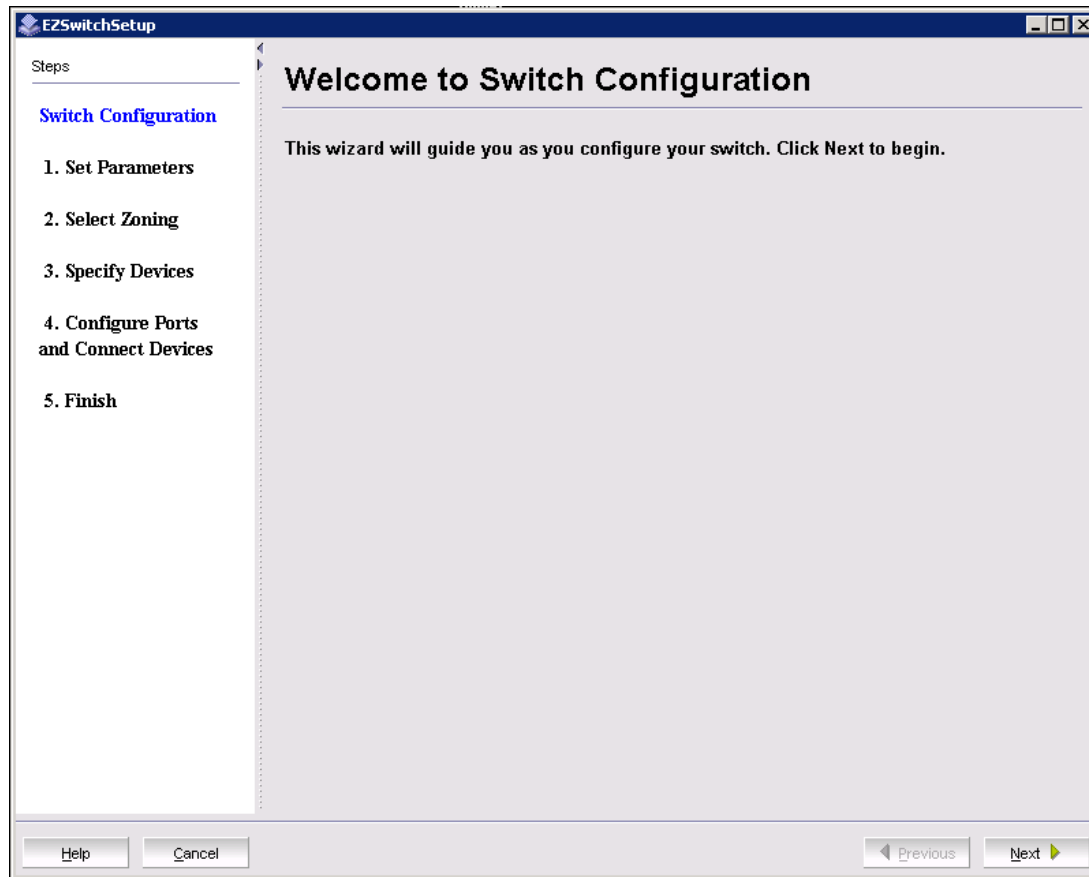 EZSwitchSetup
Steps
Switch Configuration
1. Set Parameters
2. Select Zoning
3. Specify Devices
4. Configure Ports
and Connect Devices
5. Finish
Welcome to Switch Configuration
This wizard will guide you as you configure your switch. Click Next to begin.
Help
Cancel
Previous
Next